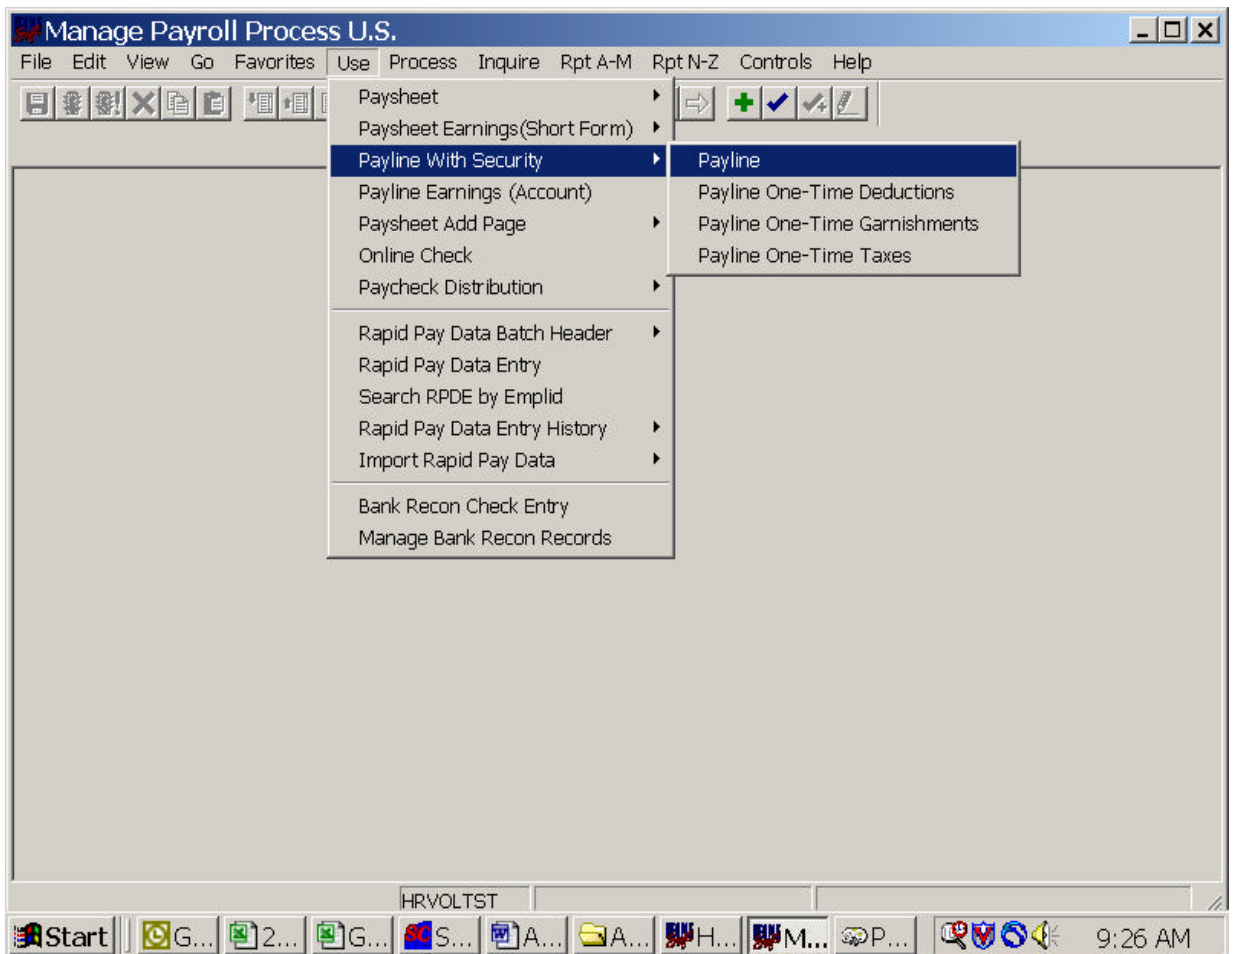 Manage Payroll Process U.S.
File Edit View Go Favorites Use Process Inquire Rpt A-M Rpt N-Z Controls Help
Paysheet
Paysheet Earnings(Short Form)
Payline With Security
Payline
Payline Earnings (Account)
Payline One-Time Deductions
Paysheet Add Page
Payline One-Time Garnishments
Online Check
Payline One-Time Taxes
Paycheck Distribution
Rapid Pay Data Batch Header
Rapid Pay Data Entry
Search RPDE by Emplid
Rapid Pay Data Entry History
Import Rapid Pay Data
Bank Recon Check Entry
Manage Bank Recon Records
HRVOLTST
Start G... 2... G... SC S... A... A... H... M... P... 9:26 AM